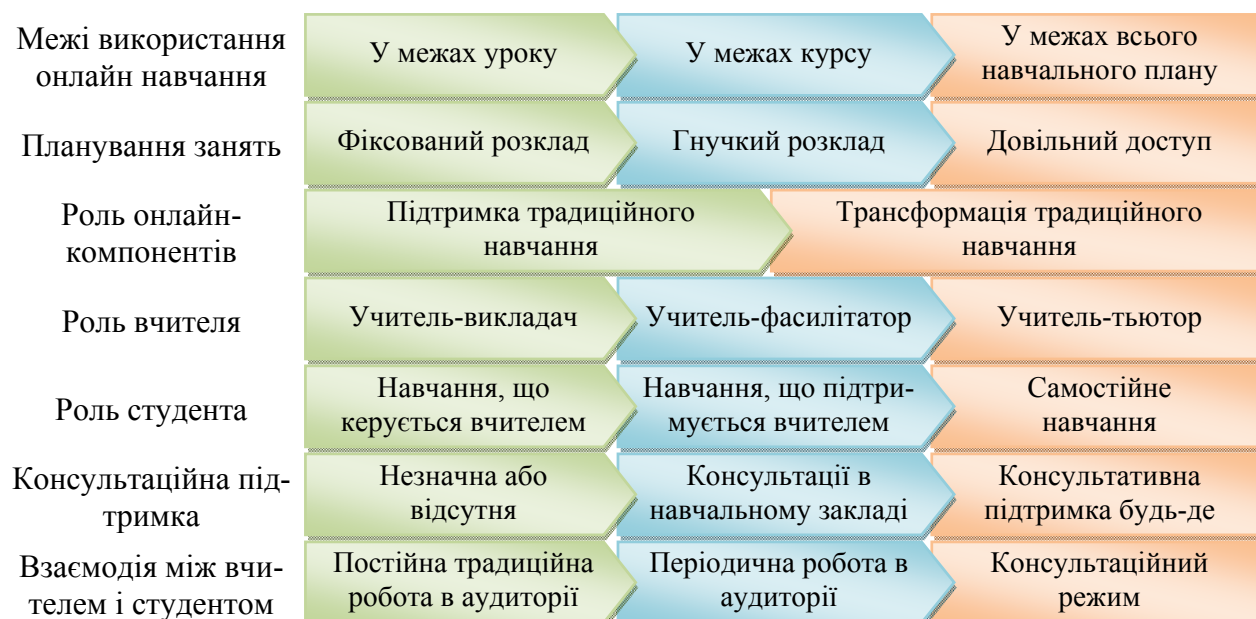 Межі використання
онлайн навчання
У межах уроку
У межах курсу
У межах всього
навчального плану
Планування занять
Фіксований розклад
Гнучкий розклад
Довільний доступ
Роль онлайн-
компонентів
Підтримка традиційного
навчання
Трансформація традиційного
навчання
Роль вчителя
Учитель-викладач
Учитель-фасилітатор
Учитель-тьютор
Роль студента
Навчання, що
керується вчителем
Навчання, що підтри-
мується вчителем
Самостійне
навчання
Консультаційна під-
тримка
Незначна або
відсутня
Консультації в
навчальному закладі
Консультативна
підтримка будь-де
Взаємодія між вчи-
телем і студентом
Постійна традиційна
робота в аудиторії
Періодична робота в
аудиторії
Консультаційний
режим